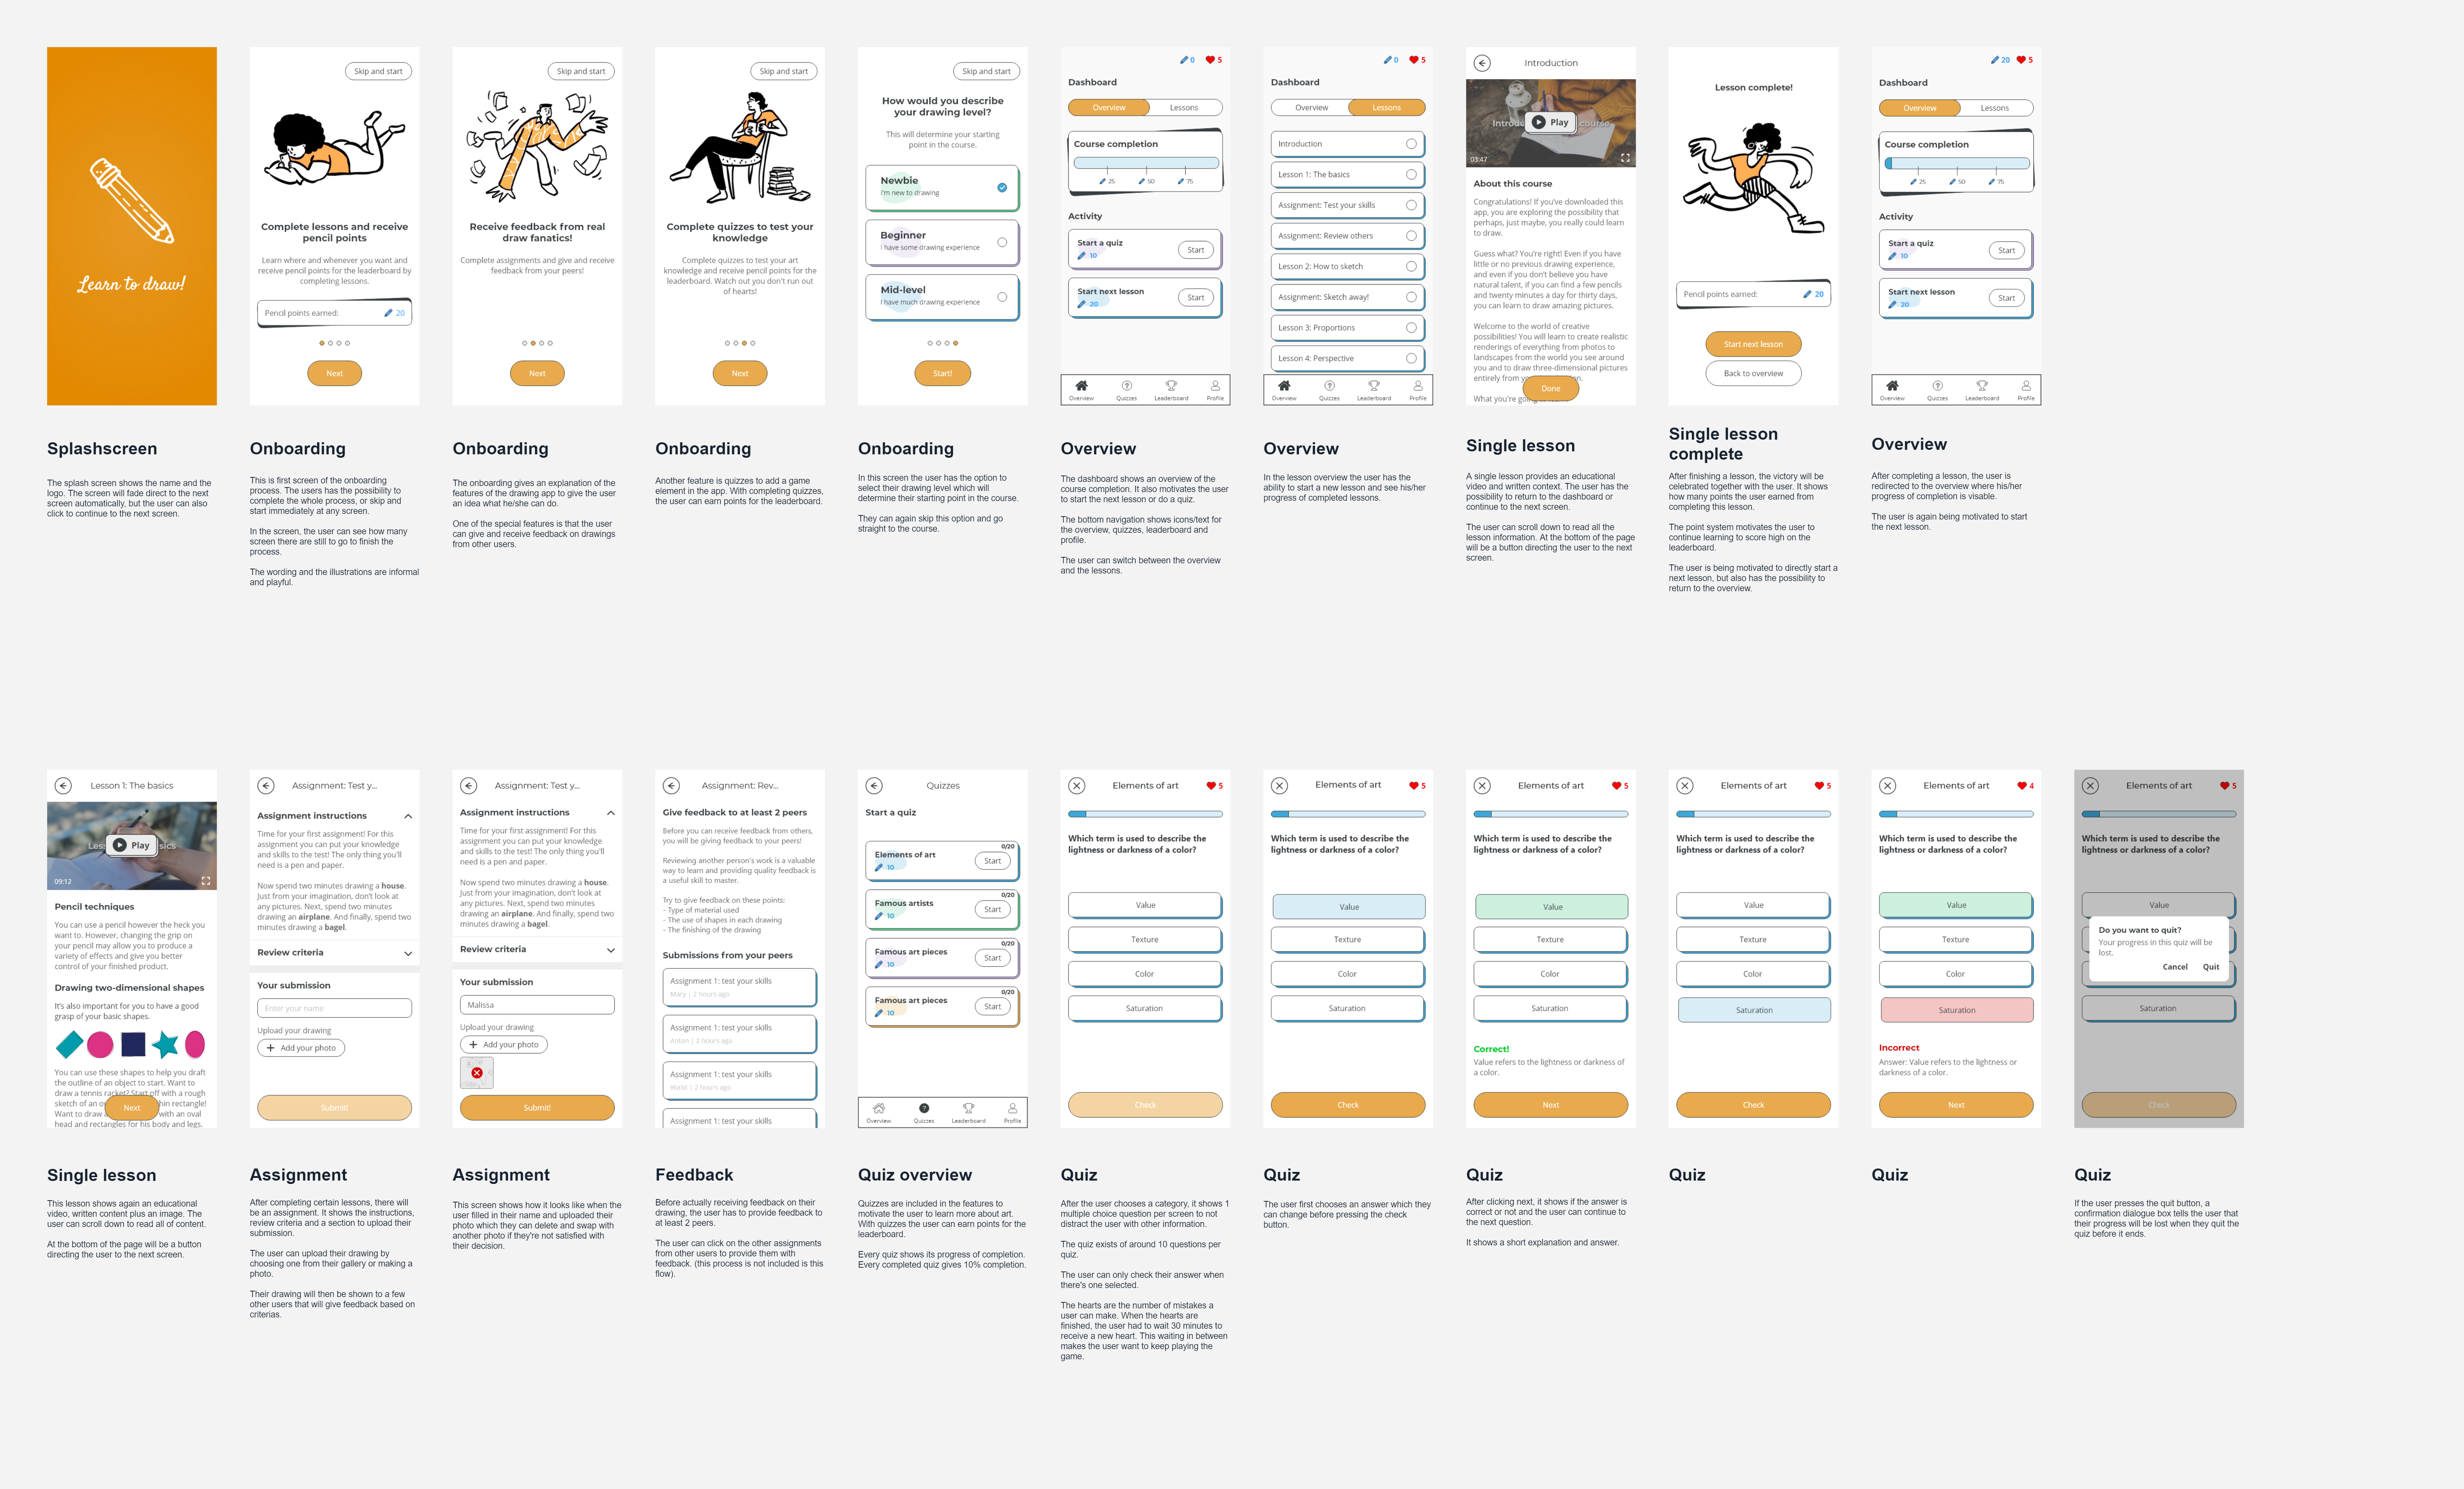 Learn to draw!
Splashscreen
The splash screen shows the name and the
logo. The screen will fade direct to the next
screen automatically, but the user can also
click to continue to the next screen.
Skip and start
Complete lessons and receive
pencil points
Learn where and whenever you want and
receive pencil points for the leaderboard by
completing lessons.
Pencil points earned:
20
Next
Onboarding
This is first screen of the onboarding
process. The users has the possibility to
complete the whole process, or skip and
start immediately at any screen.
In the screen, the user can see how many
screen there are still to go to finish the
process.
The wording and the illustrations are informal
and playful.
Skip and start
Receive feedback from real
draw fanatics!
Complete assignments and give and receive
feedback from your peers!
Next
Onboarding
The onboarding gives an explanation of the
features of the drawing app to give the user
an idea what he/she can do.
One of the special features is that the user
can give and receive feedback on drawings
from other users.
Skip and start
Complete quizzes to test your
knowledge
Complete quizzes to test your art
knowledge and receive pencil points for the
leaderboard. Watch out you don't run out
of hearts!
Next
Onboarding
Another feature is quizzes to add a game
element in the app. With completing quizzes,
the user can earn points for the leaderboard.
Skip and start
How would you describe
your drawing level?
This will determine your starting
point in the course.
Newbie
I'm new to drawing
Beginner
I have some drawing experience
Mid-level
I have much drawing experience
Start!
Onboarding
In this screen the user has the option to
select their drawing level which will
determine their starting point in the course.
They can again skip this option and go
straight to the course.
0 5
Dashboard
Overview Lessons
Course completion
25 50 75
Activity
Start a quiz
10
Start
Start next lesson
20
Start
Overview Quizzes Leaderboard Profile
Overview
The dashboard shows an overview of the
course completion. It also motivates the user
to start the next lesson or do a quiz.
The bottom navigation shows icons/text for
the overview, quizzes, leaderboard and
profile.
The user can switch between the overview
and the lessons.
0 5
Dashboard
Overview Lessons
Introduction
Lesson 1: The basics
Assignment: Test your skills
Assignment: Review others
Lesson 2: How to sketch
Assignment: Sketch away!
Lesson 3: Proportions
Lesson 4: Perspective
Overview Quizzes Leaderboard Profile
Overview
In the lesson overview the user has the
ability to start a new lesson and see his/her
progress of completed lessons.
Introduction
Play
course
03:47
About this course
Congratulations! If you've downloaded this
app, you are exploring the possibility that
perhaps, just maybe, you really could learn
to draw.
Guess what? You're right! Even if you have
little or no previous drawing experience,
and even if you don't believe you have
natural talent, if you can find a few pencils
and twenty minutes a day for thirty days,
you can learn to draw amazing pictures.
Welcome to the world of creative
possibilities! You will learn to create realistic
renderings of everything from photos to
landscapes from the world you see around
you and to draw three-dimensional pictures
entirely from
Done
What you're
Single lesson
A single lesson provides an educational
video and written context. The user has the
possibility to return to the dashboard or
continue to the next screen.
The user can scroll down to read all the
lesson information. At the bottom of the page
will be a button directing the user to the next
screen.
Lesson complete!
Pencil points earned:
20
Start next lesson
Back to overview
Single lesson
complete
After finishing a lesson, the victory will be
celebrated together with the user. It shows
how many points the user earned from
completing this lesson.
The point system motivates the user to
continue learning to score high on the
leaderboard.
The user is being motivated to directly start a
next lesson, but also has the possibility to
return to the overview.
20 5
Dashboard
Overview Lessons
Course completion
25 50 75
Activity
Start a quiz
10
Start
Start next lesson
20
Start
Overview Quizzes Leaderboard Profile
Overview
After completing a lesson, the user is
redirected to the overview where his/her
progress of completion is visable.
The user is again being motivated to start
the next lesson.
Lesson 1: The basics
Play
09:12
Pencil techniques
You can use a pencil however the heck you
want to. However, changing the grip on
your pencil may allow you to produce a
variety of effects and give you better
control of your finished product.
Drawing two-dimensional shapes
It's also important for you to have a good
grasp of your basic shapes.
You can use these shapes to help you draft
the outline of an object to start. Want to
draw a tennis racket? Start off with a rough
sketch of an thin rectangle!
Want to draw with an oval
Next
head and rectangles for his body and legs.
Single lesson
This lesson shows again an educational
video, written content plus an image. The
user can scroll down to read all of content.
At the bottom of the page will be a button
directing the user to the next screen.
Assignment: Test y...
Assignment instructions
Time for your first assignment! For this
assignment you can put your knowledge
and skills to the test! The only thing you'll
need is a pen and paper.
Now spend two minutes drawing a house.
Just from your imagination, don't look at
any pictures. Next, spend two minutes
drawing an airplane. And finally, spend two
minutes drawing a bagel.
Review criteria
Your submission
Enter your name
Upload your drawing
Add your photo
Submit!
Assignment
After completing certain lessons, there will
be an assignment. It shows the instructions,
review criteria and a section to upload their
submission.
The user can upload their drawing by
choosing one from their gallery or making a
photo.
Their drawing will then be shown to a few
other users that will give feedback based on
criterias.
Assignment: Test y...
Assignment instructions
Time for your first assignment! For this
assignment you can put your knowledge
and skills to the test! The only thing you'll
need is a pen and paper.
Now spend two minutes drawing a house.
Just from your imagination, don't look at
any pictures. Next, spend two minutes
drawing an airplane. And finally, spend two
minutes drawing a bagel.
Review criteria
Your submission
Malissa
Upload your drawing
Add your photo
Submit!
Assignment
This screen shows how it looks like when the
user filled in their name and uploaded their
photo which they can delete and swap with
another photo if they're not satisfied with
their decision.
Assignment: Rev...
Give feedback to at least 2 peers
Before you can receive feedback from others,
you will be giving feedback to your peers!
Reviewing another person's work is a valuable
way to learn and providing quality feedback is
a useful skill to master.
Try to give feedback on these points:
- Type of material used
- The use of shapes in each drawing
- The finishing of the drawing
Submissions from your peers
Assignment 1: test your skills
Mary | 2 hours ago
Assignment 1: test your skills
Anton | 2 hours ago
Assignment 1: test your skills
Walid | 2 hours ago
Assignment 1: test your skills
Feedback
Before actually receiving feedback on their
drawing, the user has to provide feedback to
at least 2 peers.
The user can click on the other assignments
from other users to provide them with
feedback. (this process is not included is this
flow).
Quizzes
Start a quiz
0/20
Elements of art
10
Start
0/20
Famous artists
10
Start
0/20
Famous art pieces
10
Start
0/20
Famous art pieces
10
Start
Overview Quizzes Leaderboard Profile
Quiz overview
Quizzes are included in the features to
motivate the user to learn more about art.
With quizzes the user can earn points for the
leaderboard.
Every quiz shows its progress of completion.
Every completed quiz gives 10% completion.
Elements of art 5
Which term is used to describe the
lightness or darkness of a color?
Value
Texture
Color
Saturation
Check
Quiz
After the user chooses a category, it shows 1
multiple choice question per screen to not
distract the user with other information.
The quiz exists of around 10 questions per
quiz.
The user can only check their answer when
there's one selected.
The hearts are the number of mistakes a
user can make. When the hearts are
finished, the user had to wait 30 minutes to
receive a new heart. This waiting in between
makes the user want to keep playing the
game.
Elements of art 5
Which term is used to describe the
lightness or darkness of a color?
Value
Texture
Color
Saturation
Check
Quiz
The user first chooses an answer which they
can change before pressing the check
button.
Elements of art 5
Which term is used to describe the
lightness or darkness of a color?
Value
Texture
Color
Saturation
Correct!
Value refers to the lightness or darkness of
a color.
Next
Quiz
After clicking next, it shows if the answer is
correct or not and the user can continue to
the next question.
It shows a short explanation and answer.
Elements of art 5
Which term is used to describe the
lightness or darkness of a color?
Value
Texture
Color
Saturation
Check
Quiz
Elements of art 4
Which term is used to describe the
lightness or darkness of a color?
Value
Texture
Color
Saturation
Incorrect
Answer: Value refers to the lightness or
darkness of a color.
Next
Quiz
Elements of art 5
Which term is used to describe the
lightness or darkness of a color?
Value
Do you want to quit?
Your progress in this quiz will be
lost.
Cancel Quit
Saturation
Check
Quiz
If the user presses the quit button, a
confirmation dialogue box tells the user that
their progress will be lost when they quit the
quiz before it ends.